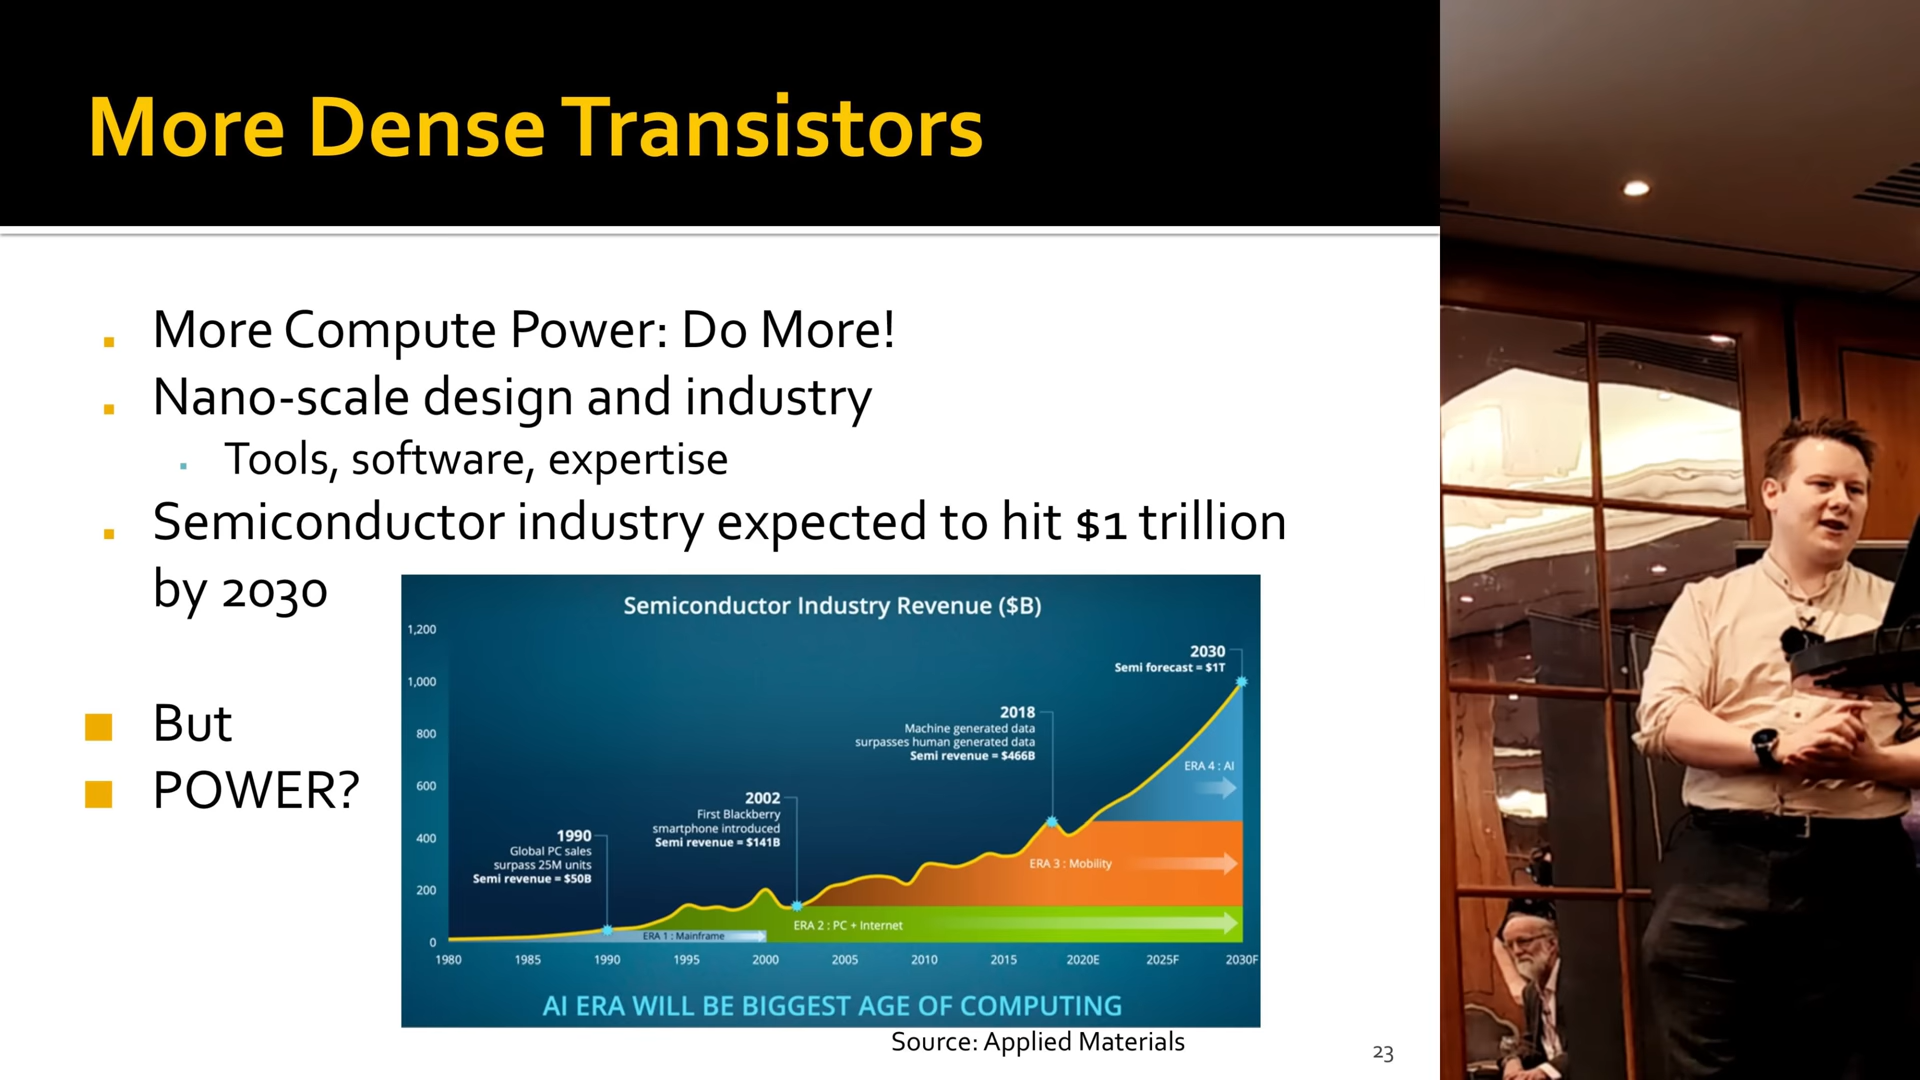 More Dense Transistors
More Compute Power: Do More!
Nano-scale design and industry
Tools, software, expertise
Semiconductor industry expected to hit $1 trillion
by 2030
But
POWER?
Semiconductor Industry Revenue ($B)
1,200
1,000
800
600
400
200
0
1990
Global PC sales
surpass 25M units
Semi revenue = $50B
2002
First Blackberry
smartphone introduced
Semi revenue = $141B
2018
Machine generated data
surpasses human generated data
Semi revenue = $466B
2030
Semi forecast = $1T
ERA 4 : AI
ERA 3 : Mobility
ERA 2 : PC + Internet
ERA 1 : Mainframe
1980 1985 1990 1995 2000 2005 2010 2015 2020E 2025F 2030F
AI ERA WILL BE BIGGEST AGE OF COMPUTING
Source: Applied Materials
23